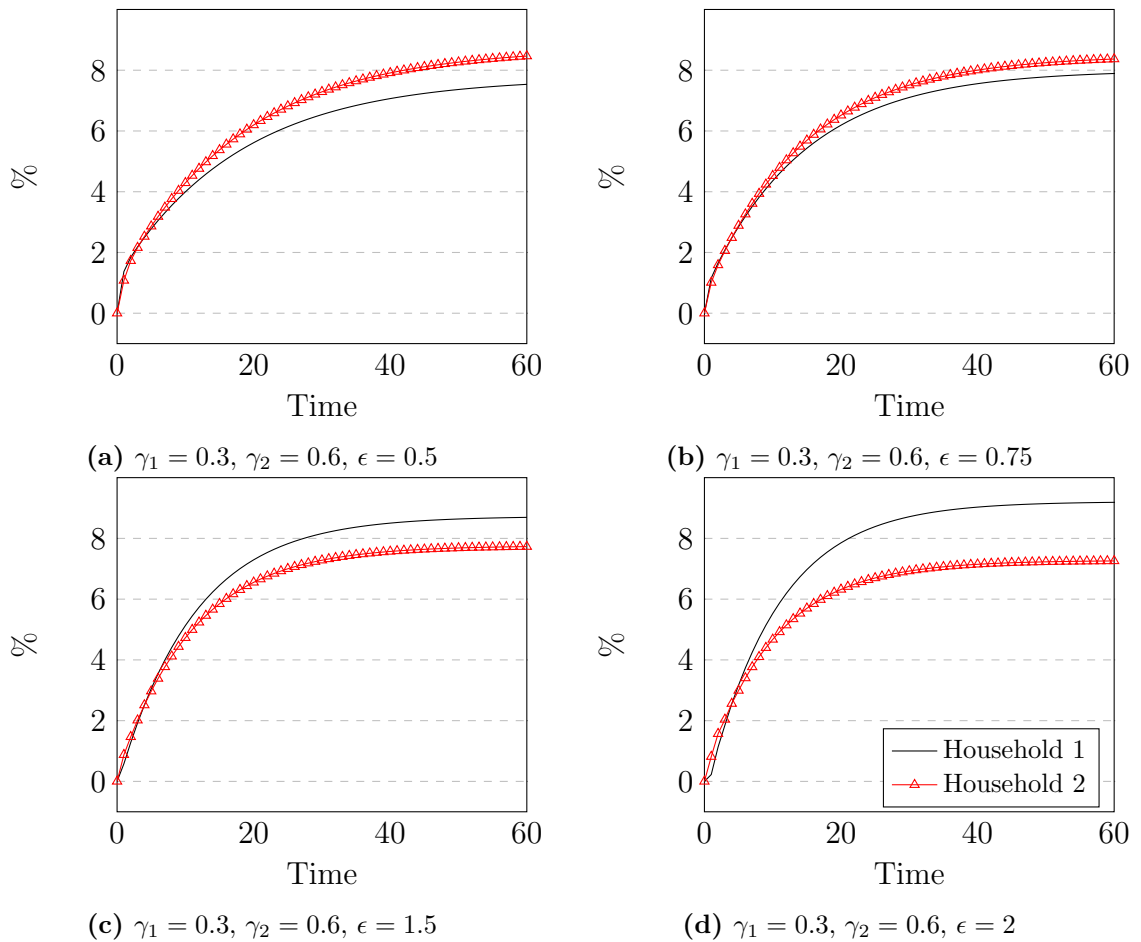 8
6
4
2
0
%
0 20 40 60
Time
(a) γ₁ = 0.3, γ₂ = 0.6, ϵ = 0.5
8
6
4
2
0
%
0 20 40 60
Time
(b) γ₁ = 0.3, γ₂ = 0.6, ϵ = 0.75
8
6
4
2
0
%
0 20 40 60
Time
(c) γ₁ = 0.3, γ₂ = 0.6, ϵ = 1.5
8
6
4
2
0
%
Household 1
Household 2
0 20 40 60
Time
(d) γ₁ = 0.3, γ₂ = 0.6, ϵ = 2